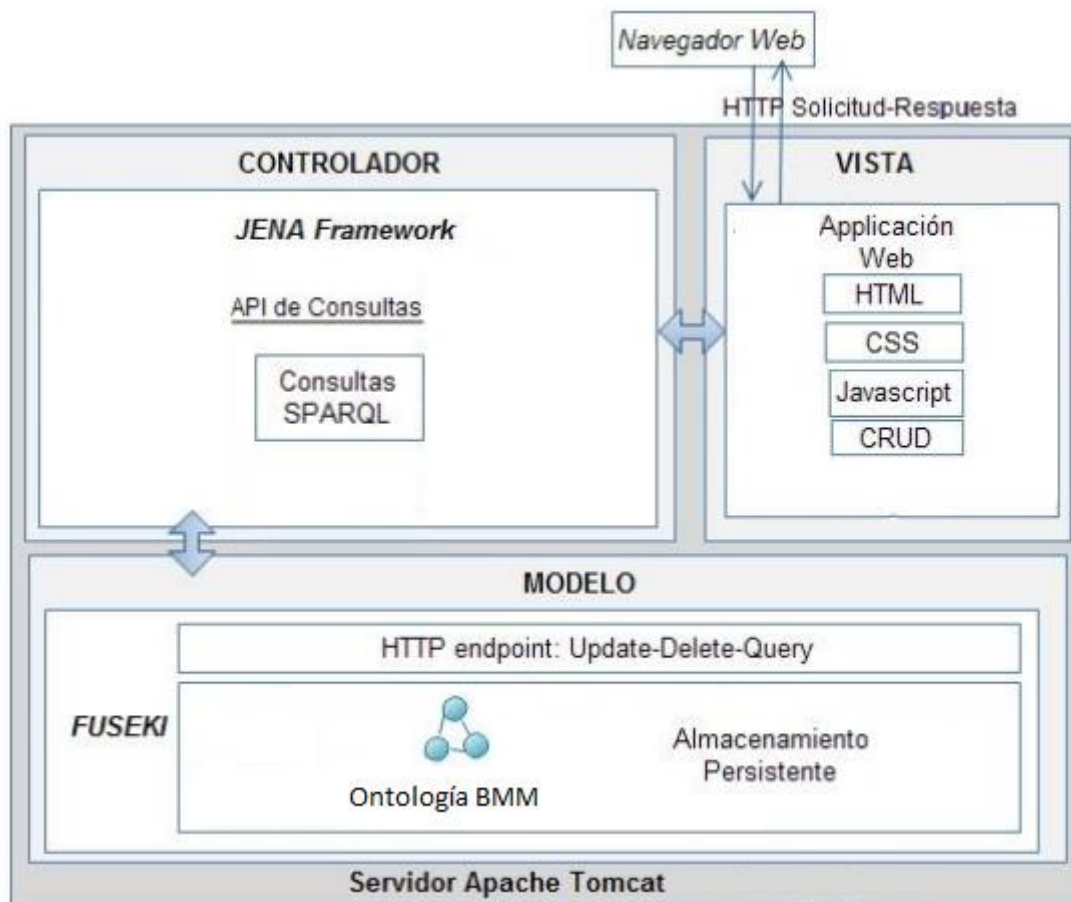 Navegador Web
HTTP Solicitud-Respuesta
CONTROLADOR
JENA Framework
API de Consultas
Consultas
SPARQL
VISTA
Applicación
Web
HTML
CSS
Javascript
CRUD
MODELO
FUSEKI
HTTP endpoint: Update-Delete-Query
Ontología BMM
Almacenamiento
Persistente
Servidor Apache Tomcat